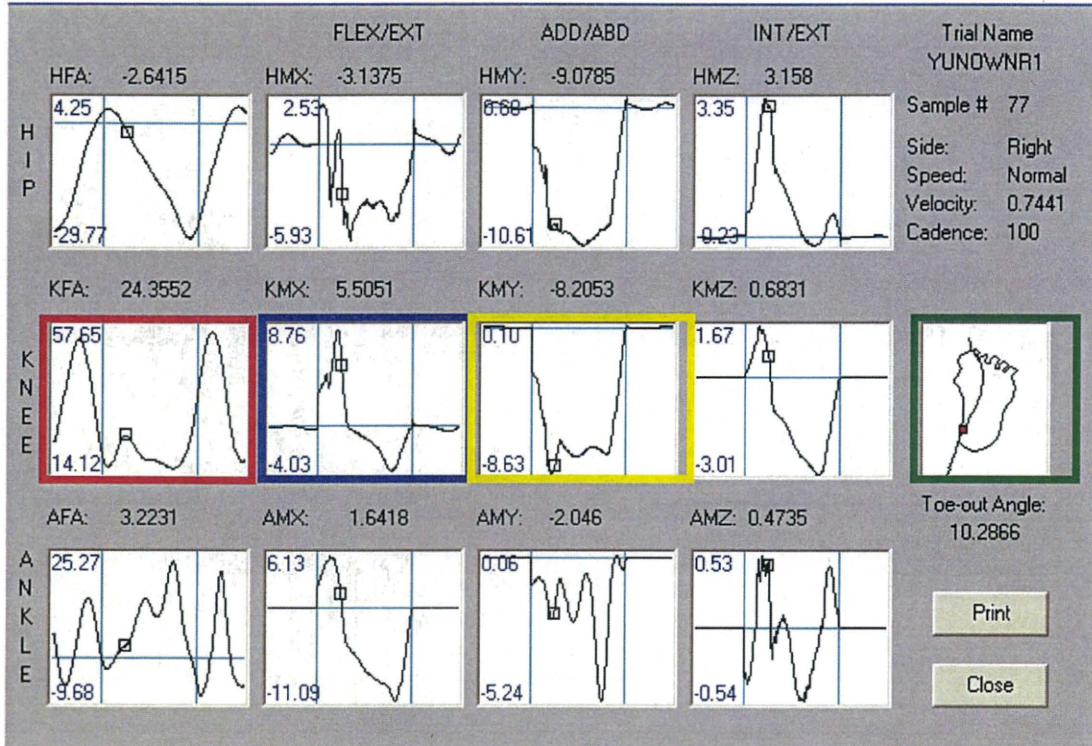 FLEX/EXT ADD/ABD INT/EXT Trial Name
YUNOWNR1
HFA: -2.6415 HMX: -3.1375 HMY: -9.0785 HMZ: 3.158
Sample # 77
4.25 2.53 6.68 3.35
Side: Right
Speed: Normal
Velocity: 0.7441
Cadence: 100
-29.77 -5.93 -10.61 -0.23
HIP
KFA: 24.3552 KMX: 5.5051 KMY: -8.2053 KMZ: 0.6831
57.65 8.76 0.10 1.67
14.12 -4.03 -8.63 -3.01
KNEE
Toe-out Angle:
10.2866
AFA: 3.2231 AMX: 1.6418 AMY: -2.046 AMZ: 0.4735
25.27 6.13 0.06 0.53
-9.68 -11.09 -5.24 -0.54
ANKLE
Print
Close